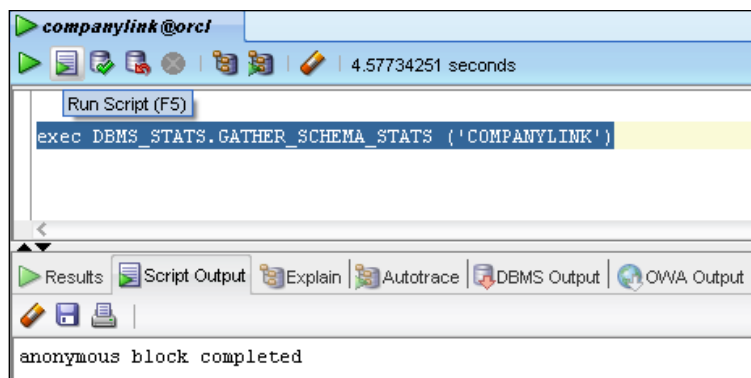 companylink@orcl
4.57734251 seconds
Run Script (F5)
exec DBMS_STATS.GATHER_SCHEMA_STATS ('COMPANYLINK')
Results Script Output Explain Autotrace DBMS Output OWA Output
anonymous block completed